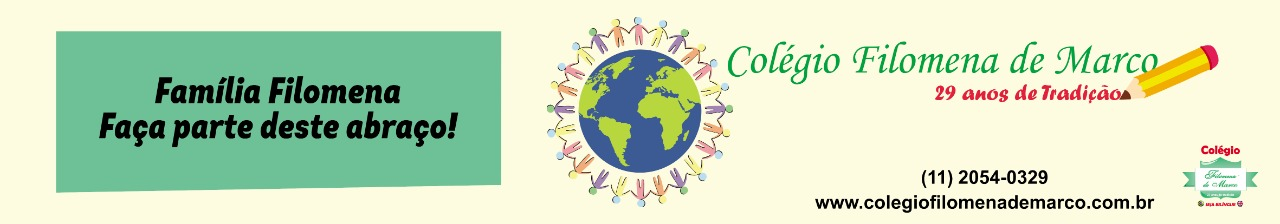 Família Filomena
Faça parte deste abraço!
Colégio Filomena de Marco
29 anos de Tradição
(11) 2054-0329
www.colegiofilomenademarco.com.br
Colégio
Filomena
de Marco